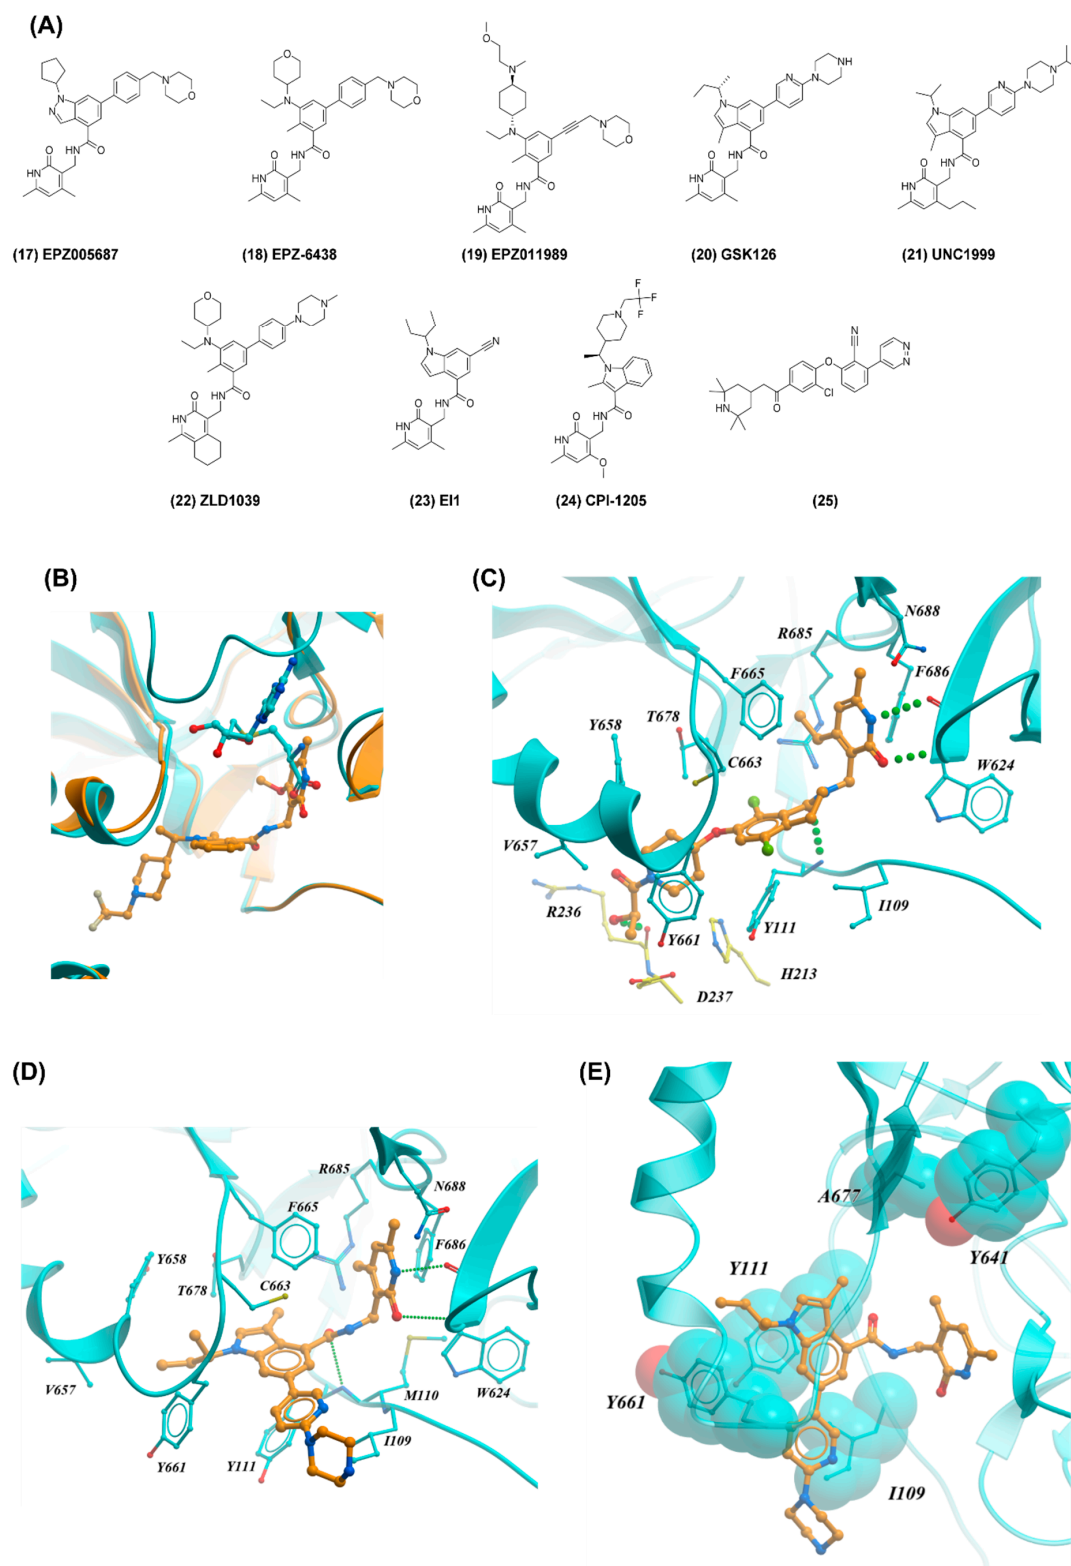 (A)
(17) EPZ005687
(18) EPZ-6438
(19) EPZ011989
(20) GSK126
(21) UNC1999
(22) ZLD1039
(23) EI1
(24) CPI-1205
(25)
(B)
(C)
N688
R685
F665
F686
Y658
T678
C663
W624
V657
R236
Y661
Y111
I109
H213
D237
(D)
R685
N688
F665
F686
Y658
T678
C663
V657
M110
W624
I109
Y661
Y111
(E)
A677
Y641
Y111
Y661
I109